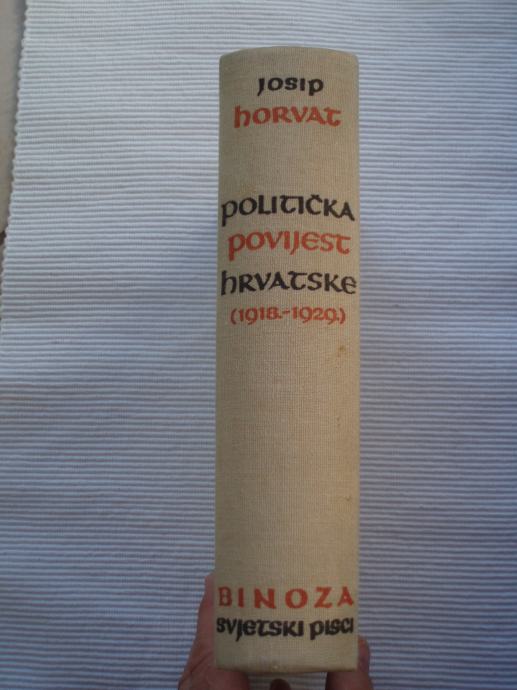 JOSIP
HORVAT
POLITIČKA
POVIJEST
HRVATSKE
(1918.-1929.)
BINOZA
SVJETSKI PISCI